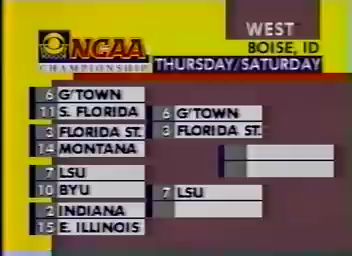 WEST
BOISE, ID
NCAA
CHAMPIONSHIP
THURSDAY/SATURDAY
6 G'TOWN
11 S. FLORIDA
3 FLORIDA ST.
14 MONTANA
7 LSU
10 BYU
2 INDIANA
15 E. ILLINOIS
6 G'TOWN
3 FLORIDA ST.
7 LSU